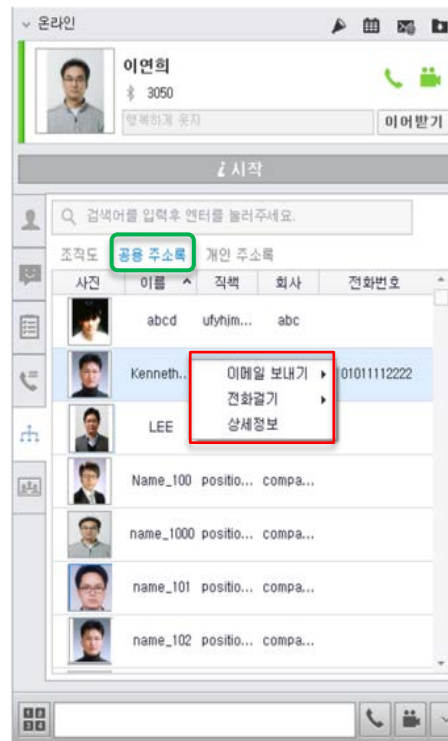 온라인
이연희
3050
행복하게 웃자
이어받기
i 시작
검색어를 입력후 엔터를 눌러주세요.
조직도 공용 주소록 개인 주소록
사진 이름 직책 회사 전화번호
abcd ufyhjm... abc
Kenneth.. 01011112222
이메일 보내기
전화걸기
상세정보
LEE
Name_100 positio... compa...
name_1000 positio... compa...
name_101 positio... compa...
name_102 positio... compa...